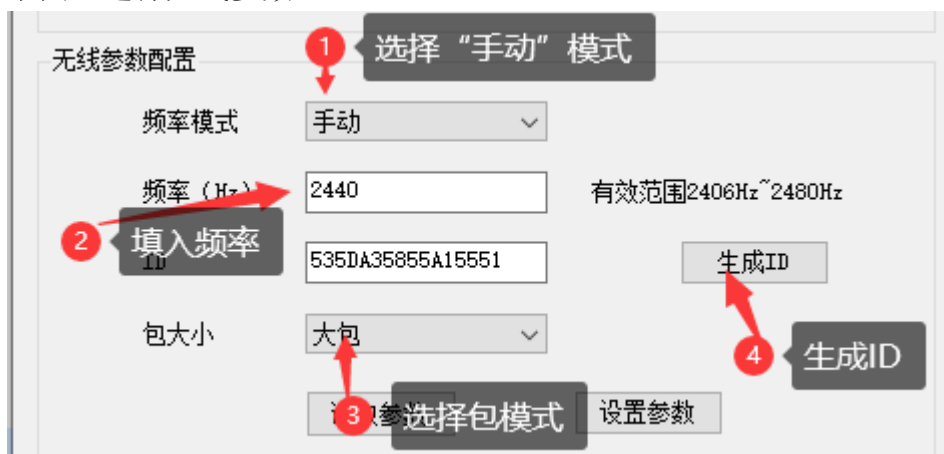 无线参数配置
1 选择“手动”模式
频率模式 手动
频率（Hz） 2440 有效范围2406Hz~2480Hz
2 填入频率
ID 535DA35855A15551 生成ID
包大小 大包
4 生成ID
3 选择包模式
设置参数